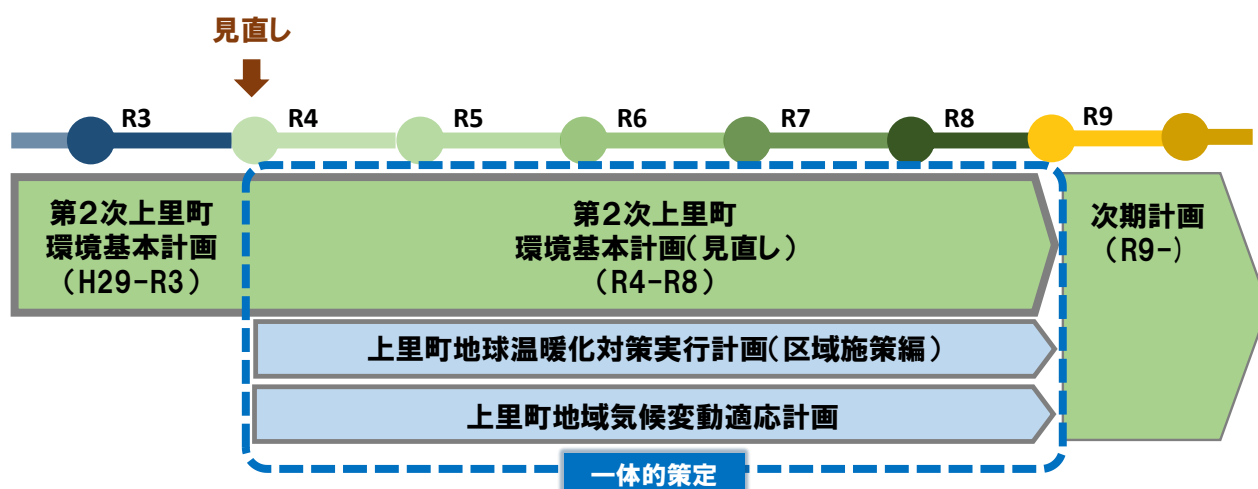 見直し
R3
R4
R5
R6
R7
R8
R9
第2次上里町
環境基本計画
（H29-R3）
第2次上里町
環境基本計画(見直し)
（R4-R8）
次期計画
（R9-）
上里町地球温暖化対策実行計画(区域施策編)
上里町地域気候変動適応計画
一体的策定